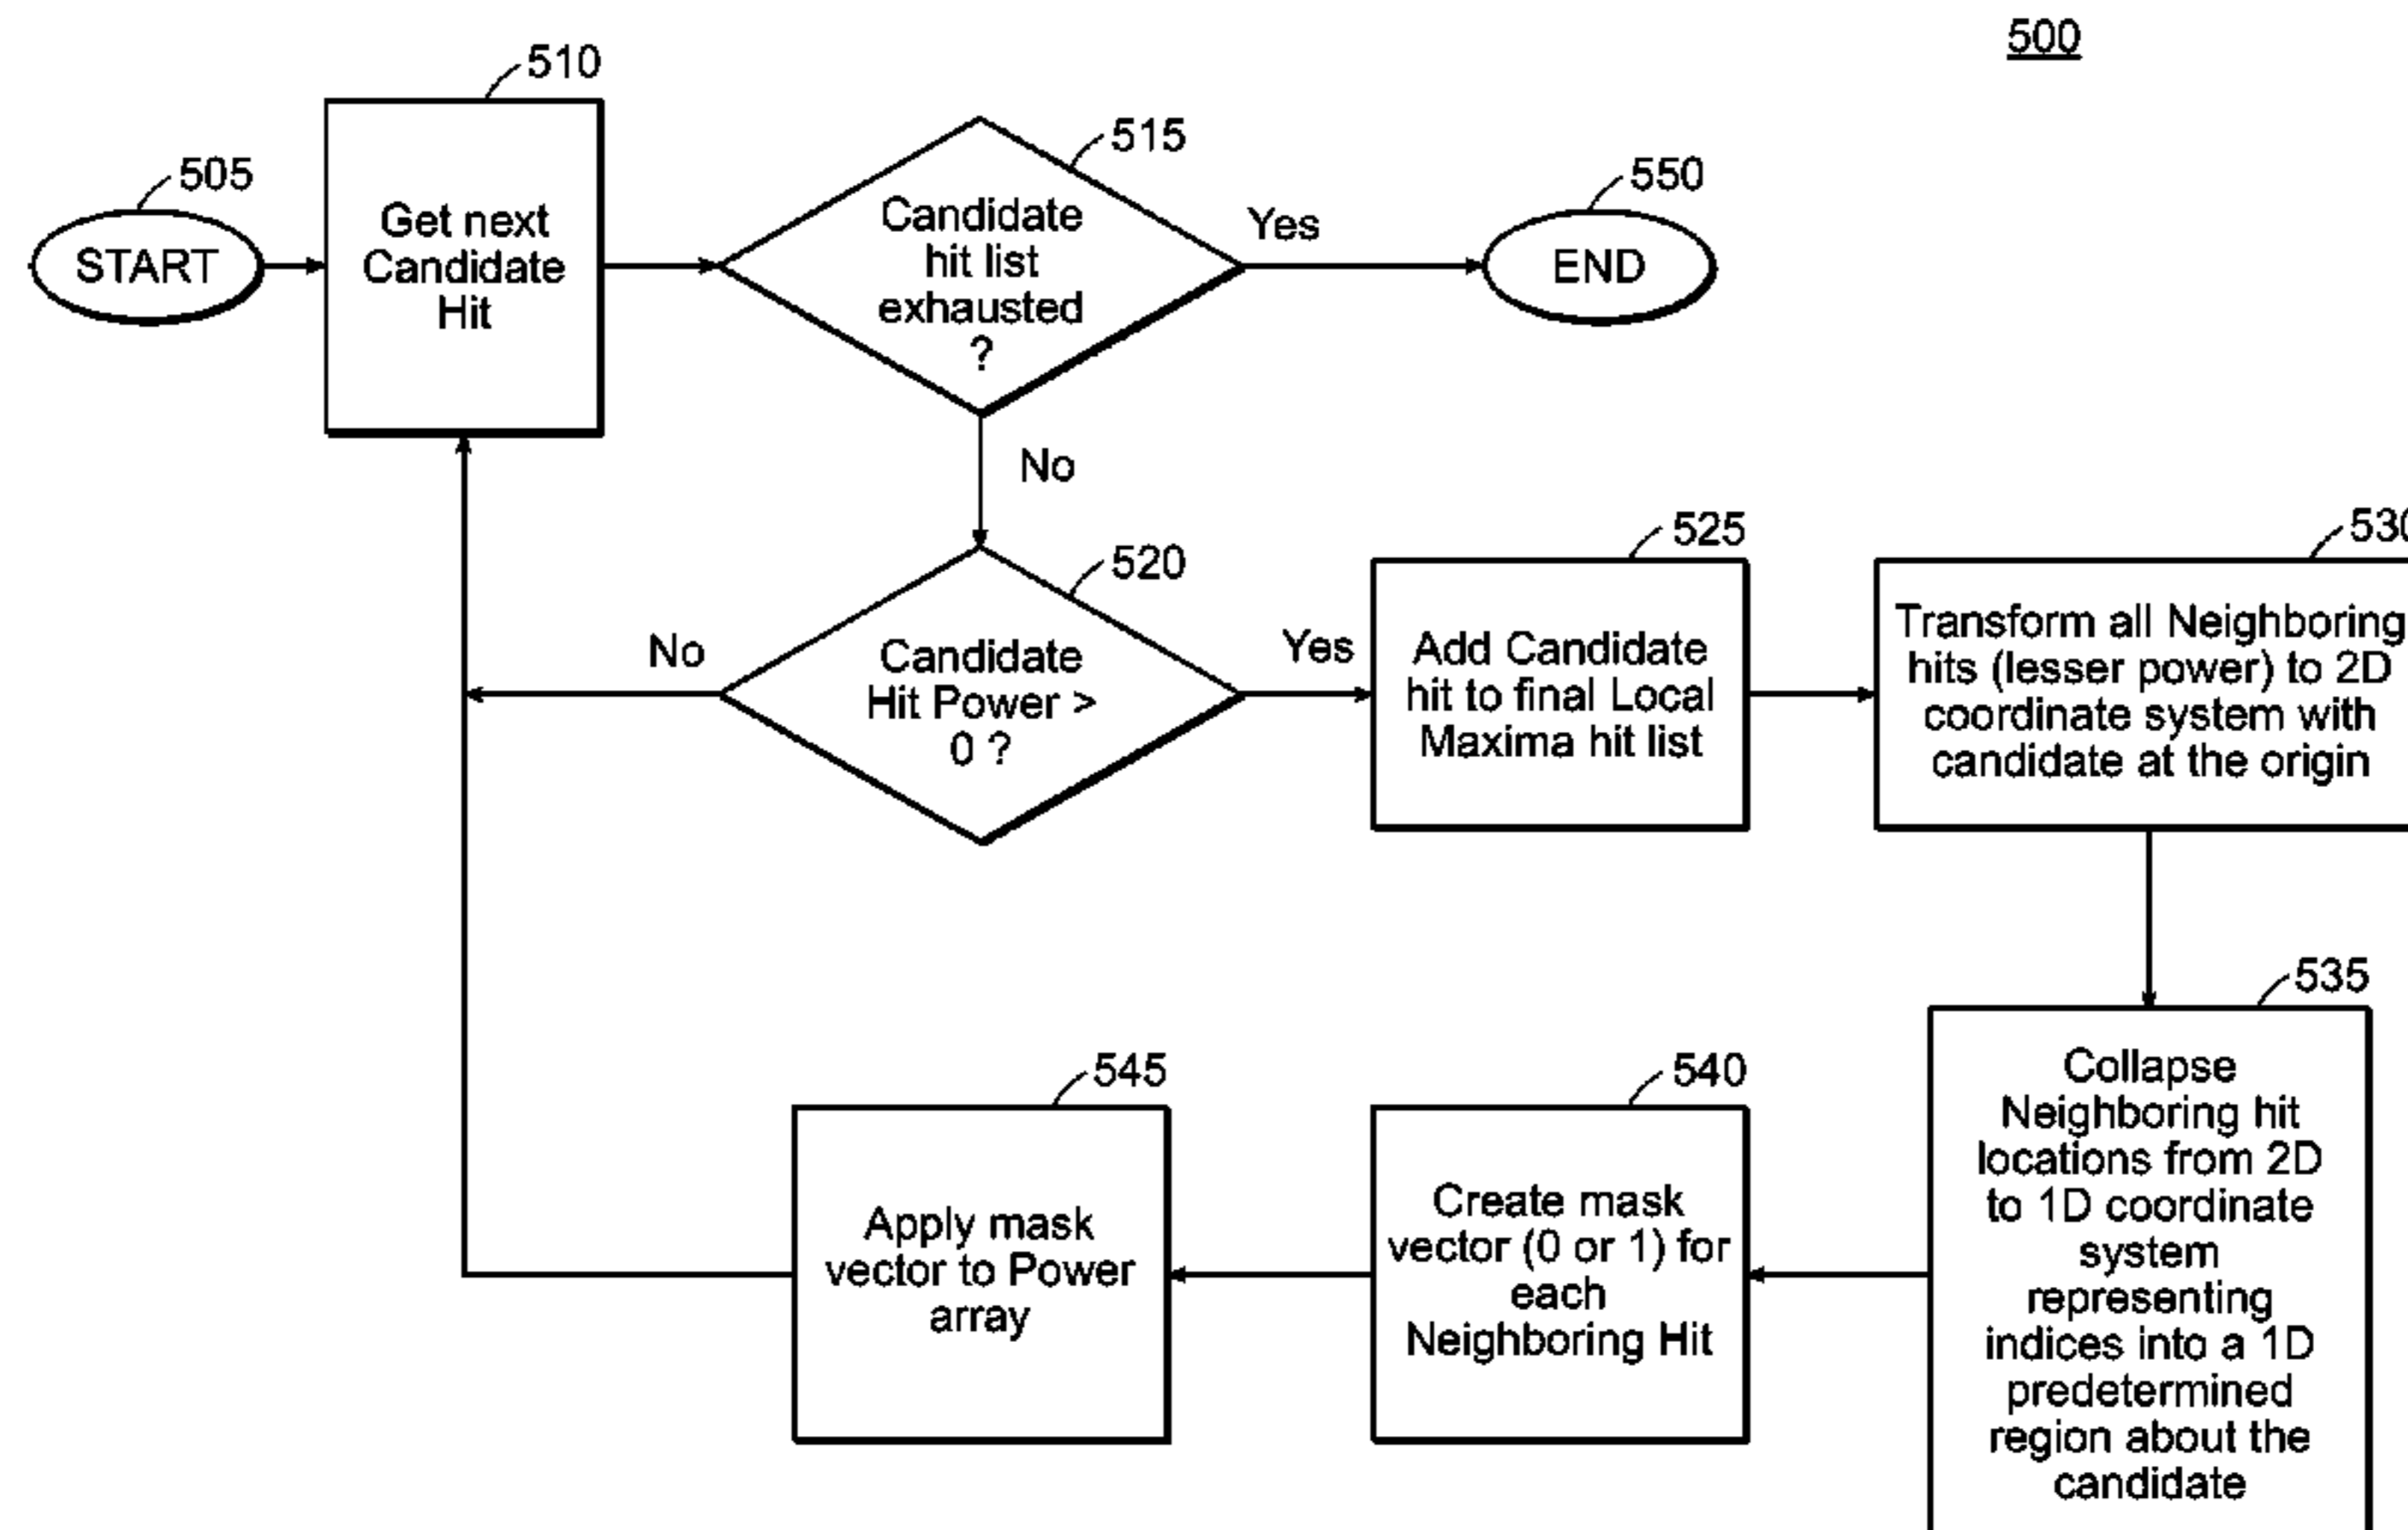 500
510
515
505
550
START
Get next
Candidate
Hit
Candidate
hit list
exhausted
?
Yes
END
No
520
525
No
Candidate
Hit Power >
0 ?
Yes
Add Candidate
hit to final Local
Maxima hit list
Transform all Neighboring
hits (lesser power) to 2D
coordinate system with
candidate at the origin
535
545
540
Apply mask
vector to Power
array
Create mask
vector (0 or 1) for
each
Neighboring Hit
Collapse
Neighboring hit
locations from 2D
to 1D coordinate
system
representing
indices into a 1D
predetermined
region about the
candidate